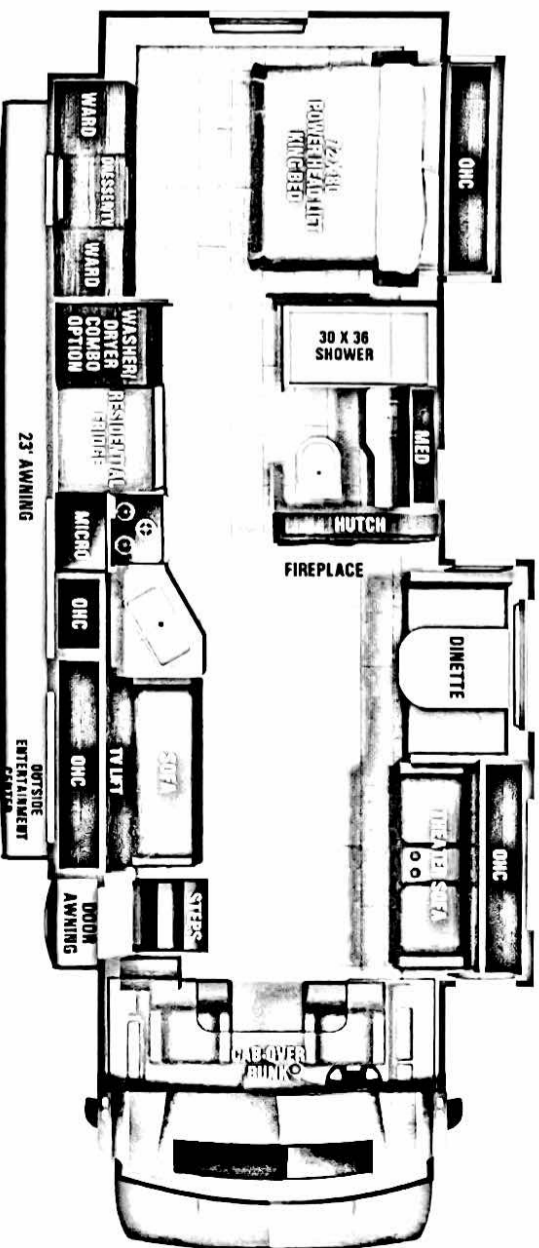 OHC
72 X 80
POWER HEAD LIFT
KING BED
WARD
DRESSER/
WARD
30 X 36
SHOWER
MED
HUTCH
FIREPLACE
WASHER/
DRYER
COMBO
OPTION
RESIDENTIAL
FRIDGE
MICRO
OHC
OHC
TV LIFT
SOFA
23' AWNING
OUTSIDE
ENTERTAINMENT
CENTER
DINETTE
OHC
THEATER SOFA
STEPS
DOOR
AWNING
CAB-OVER
BUNK